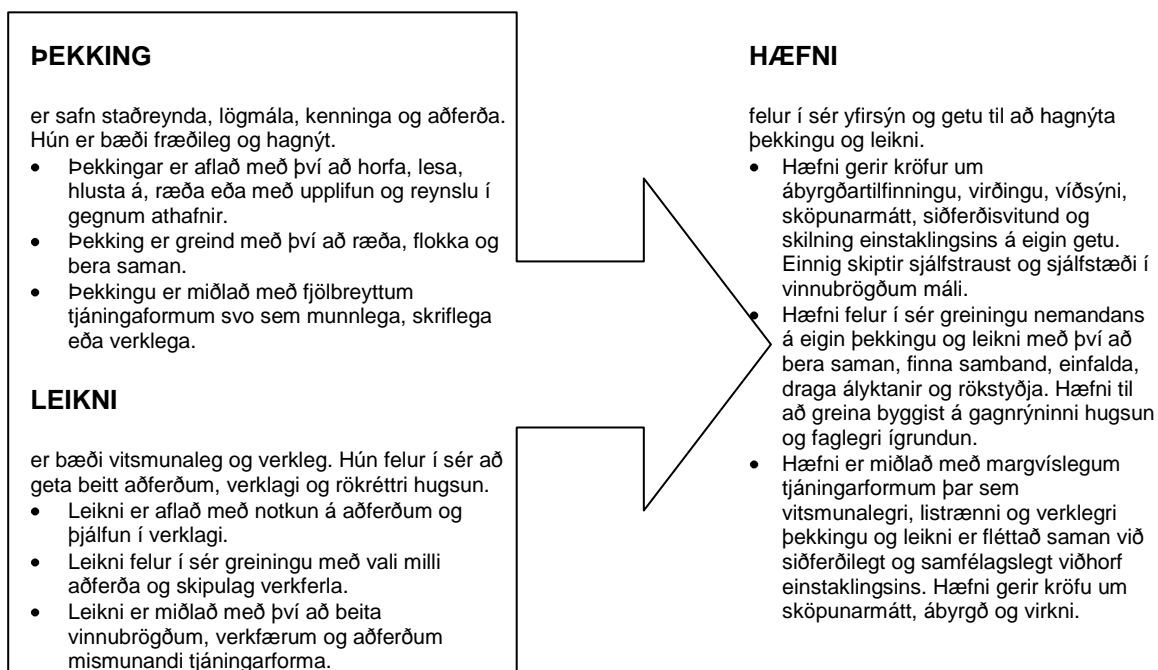 ÞEKKING
er safn staðreynda, lögmála, kenninga og aðferða.
Hún er bæði fræðileg og hagnýt.
• Þekkingar er aflað með því að horfa, lesa,
hlusta á, ræða eða með upplifun og reynslu í
gegnum athafnir.
• Þekking er greind með því að ræða, flokka og
bera saman.
• Þekkingu er miðlað með fjölbreyttum
tjáningaformum svo sem munnlega, skriflega
eða verklega.
LEIKNI
er bæði vitsmunaleg og verkleg. Hún felur í sér að
geta beitt aðferðum, verklagi og rökréttri hugsun.
• Leikni er aflað með notkun á aðferðum og
þjálfun í verklagi.
• Leikni felur í sér greiningu með vali milli
aðferða og skipulag verkferla.
• Leikni er miðlað með því að beita
vinnubrögðum, verkfærum og aðferðum
mismunandi tjáningarforma.
HÆFNI
felur í sér yfirsýn og getu til að hagnýta
þekkingu og leikni.
• Hæfni gerir kröfur um
ábyrgðartilfinningu, virðingu, víðsýni,
sköpunarmátt, siðferðisvitund og
skilning einstaklingsins á eigin getu.
Einnig skiptir sjálfstraust og sjálfstæði í
vinnubrögðum máli.
• Hæfni felur í sér greiningu nemandans
á eigin þekkingu og leikni með því að
bera saman, finna samband, einfalda,
draga ályktanir og rökstyðja. Hæfni til
að greina byggist á gagnrýninni hugsun
og faglegri ígrundun.
• Hæfni er miðlað með margvíslegum
tjáningarformum þar sem
vitsmunalegri, listrænni og verklegri
þekkingu og leikni er fléttað saman við
siðferðilegt og samfélagslegt viðhorf
einstaklingsins. Hæfni gerir kröfu um
sköpunarmátt, ábyrgð og virkni.